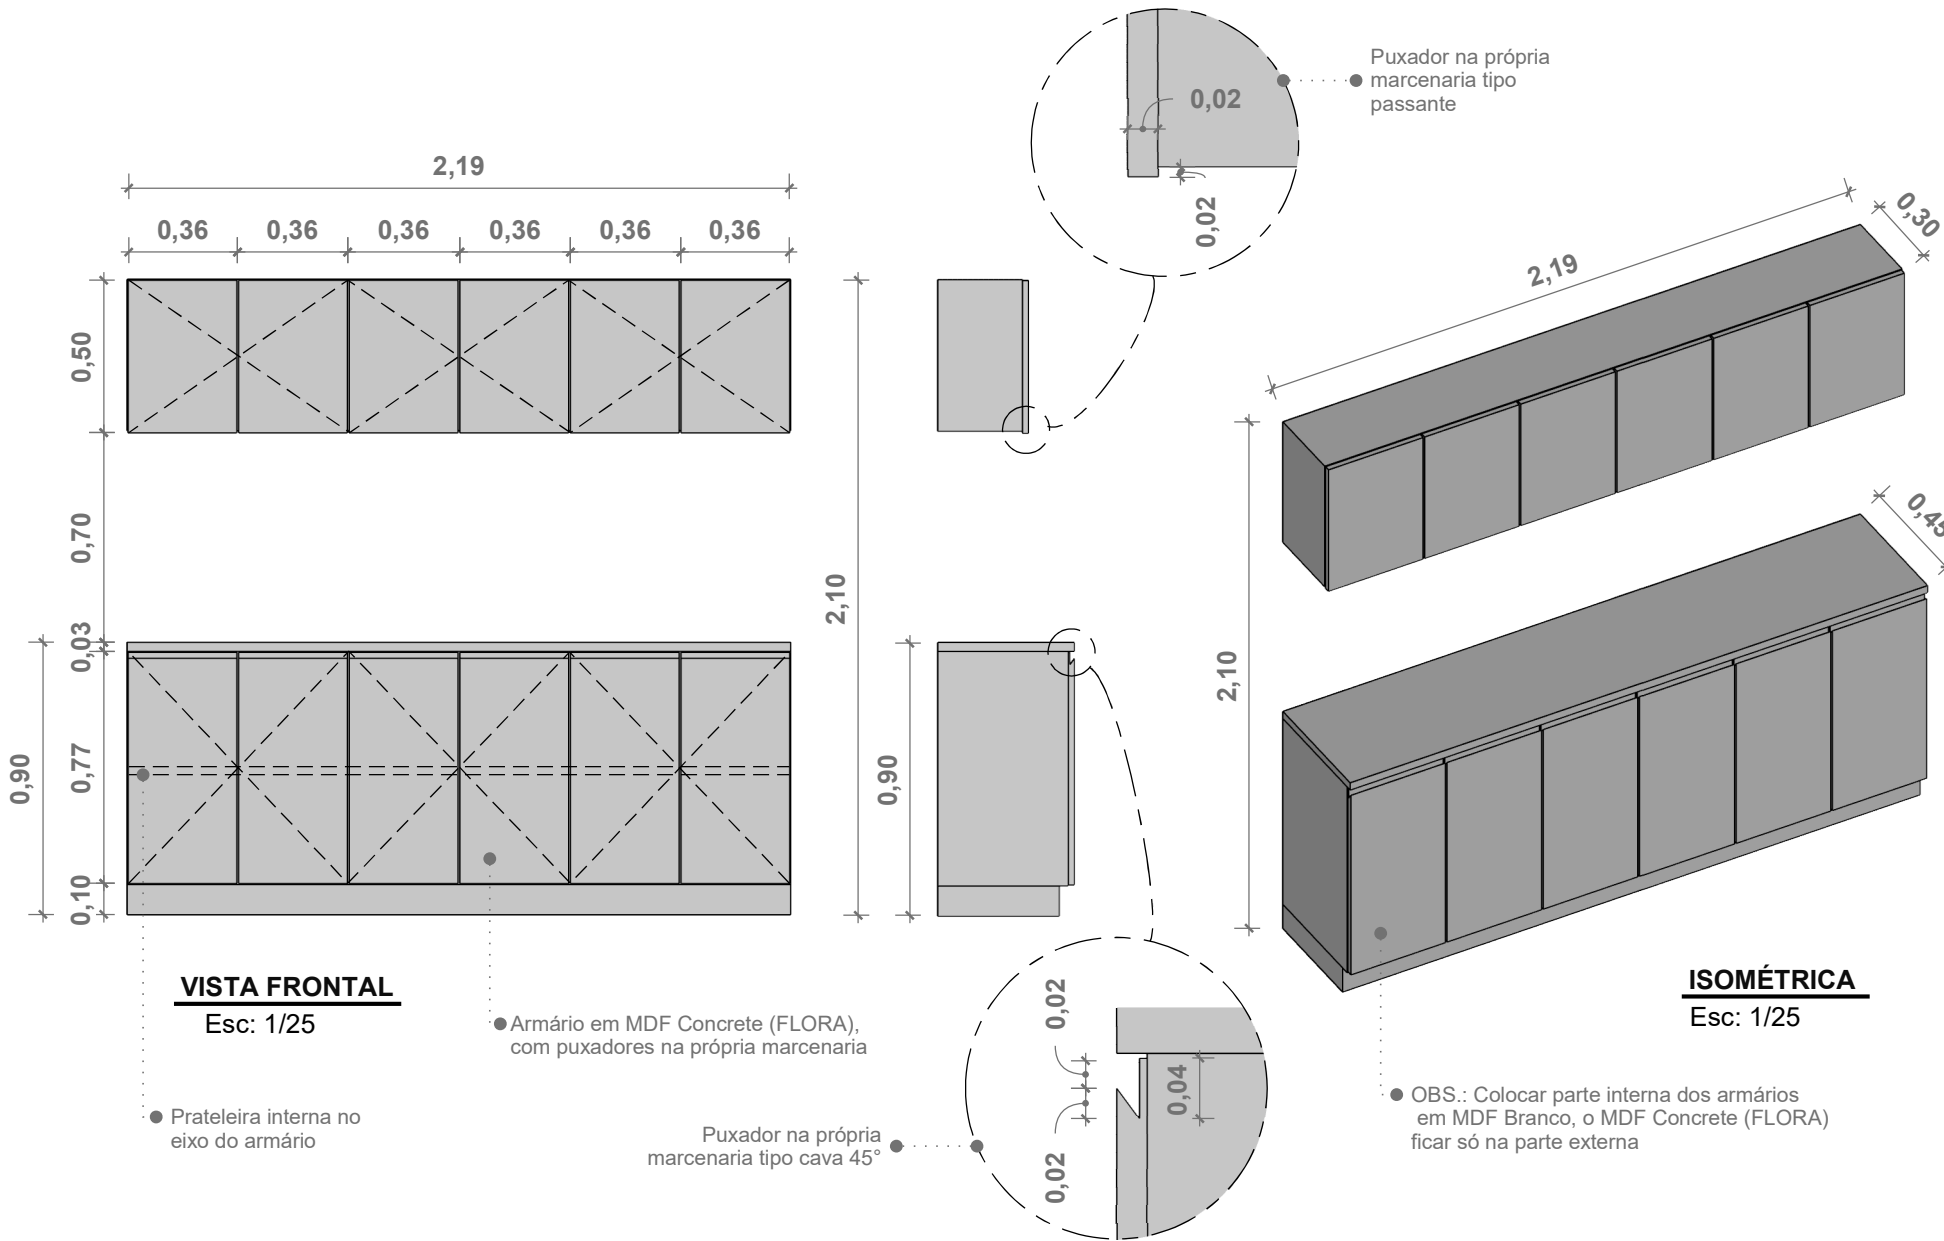 Puxador na própria
marcenaria tipo
passante
0,02
0,02
2,19
0,36
0,36
0,36
0,36
0,36
0,36
0,50
0,70
0,03
0,77
0,10
0,90
2,10
0,90
2,19
0,30
0,45
2,10
VISTA FRONTAL
Esc: 1/25
Armário em MDF Concrete (FLORA),
com puxadores na própria marcenaria
Prateleira interna no
eixo do armário
0,02
0,04
0,02
Puxador na própria
marcenaria tipo cava 45°
ISOMÉTRICA
Esc: 1/25
OBS.: Colocar parte interna dos armários
em MDF Branco, o MDF Concrete (FLORA)
ficar só na parte externa